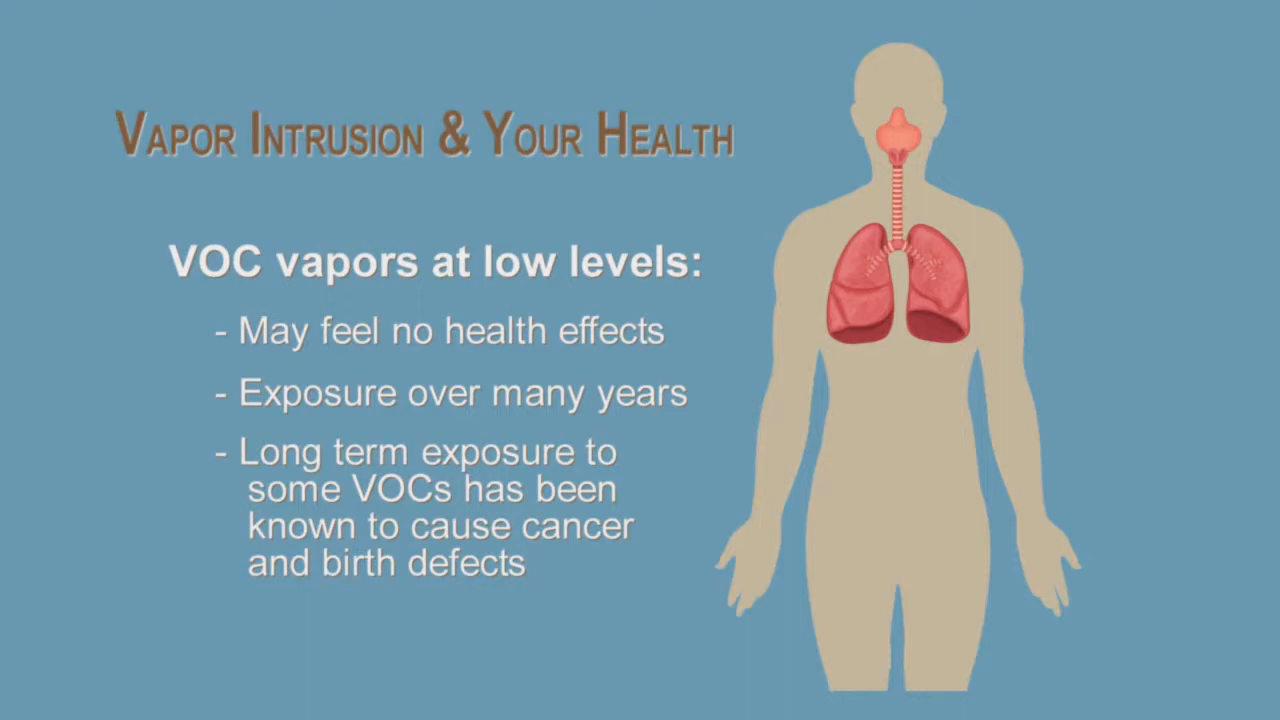 VAPOR INTRUSION & YOUR HEALTH
VOC vapors at low levels:
- May feel no health effects
- Exposure over many years
- Long term exposure to
some VOCs has been
known to cause cancer
and birth defects